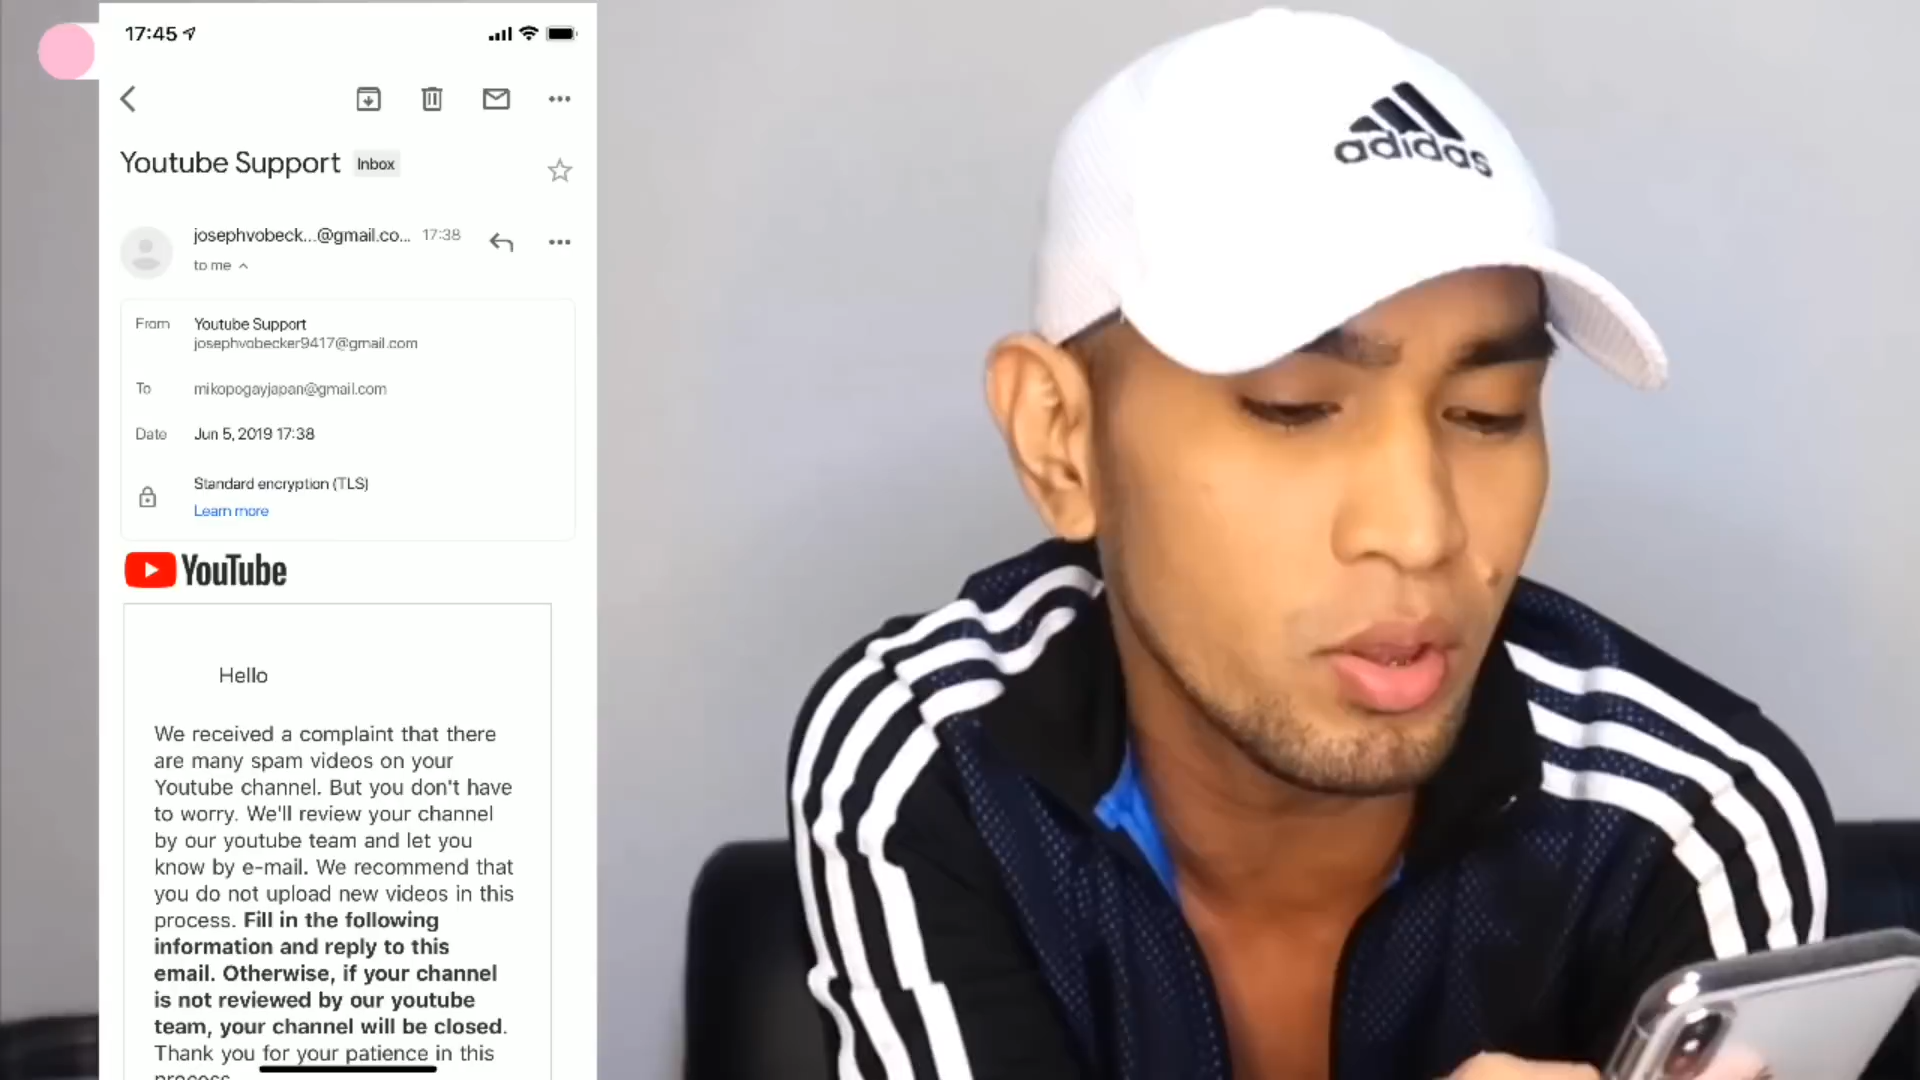 17:45
Youtube Support Inbox
josephvobeck...@gmail.co... 17:38
to me
From Youtube Support
josephvobecker9417@gmail.com
To mikopogayjapan@gmail.com
Date Jun 5, 2019 17:38
Standard encryption (TLS)
Learn more
YouTube
Hello
We received a complaint that there
are many spam videos on your
Youtube channel. But you don't have
to worry. We'll review your channel
by our youtube team and let you
know by e-mail. We recommend that
you do not upload new videos in this
process. Fill in the following
information and reply to this
email. Otherwise, if your channel
is not reviewed by our youtube
team, your channel will be closed.
Thank you for your patience in this
process.
adidas